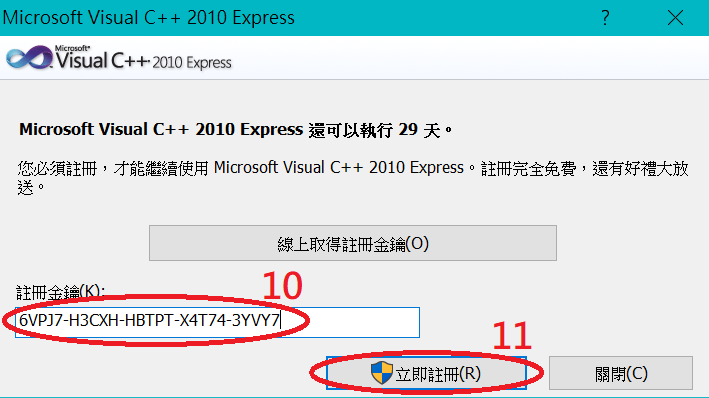 Microsoft Visual C++ 2010 Express
?
Microsoft®
Visual C++ 2010 Express
Microsoft Visual C++ 2010 Express 還可以執行 29 天。
您必須註冊，才能繼續使用 Microsoft Visual C++ 2010 Express。註冊完全免費，還有好禮大放
送。
線上取得註冊金鑰(O)
註冊金鑰(K):
10
6VPJ7-H3CXH-HBTPT-X4T74-3YVY7
11
立即註冊(R)
關閉(C)